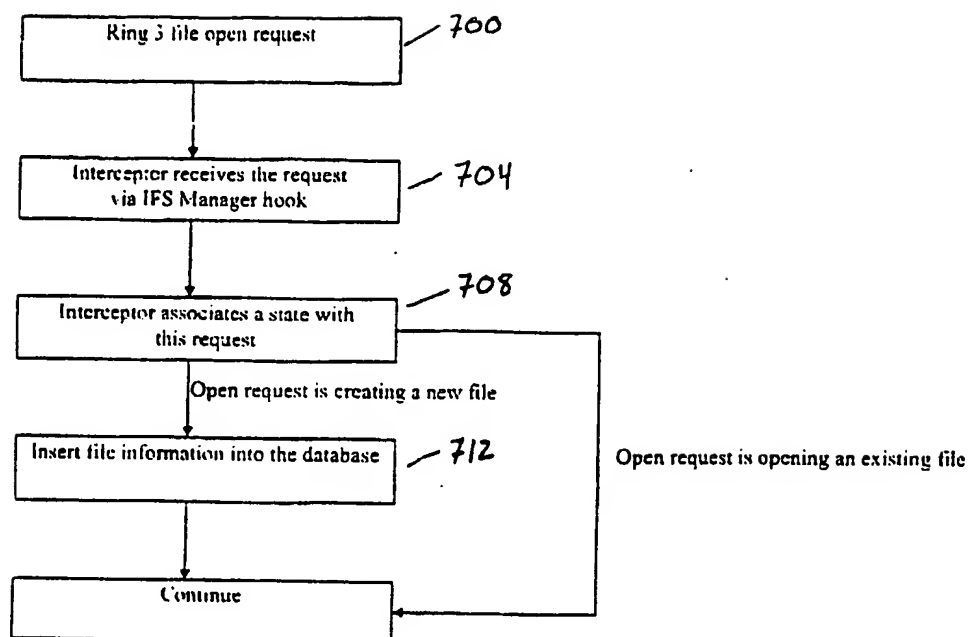 Ring 3 file open request
700
Interceptor receives the request
via IFS Manager hook
704
708
Interceptor associates a state with
this request
Open request is creating a new file
Insert file information into the database
712
Open request is opening an existing file
Continue